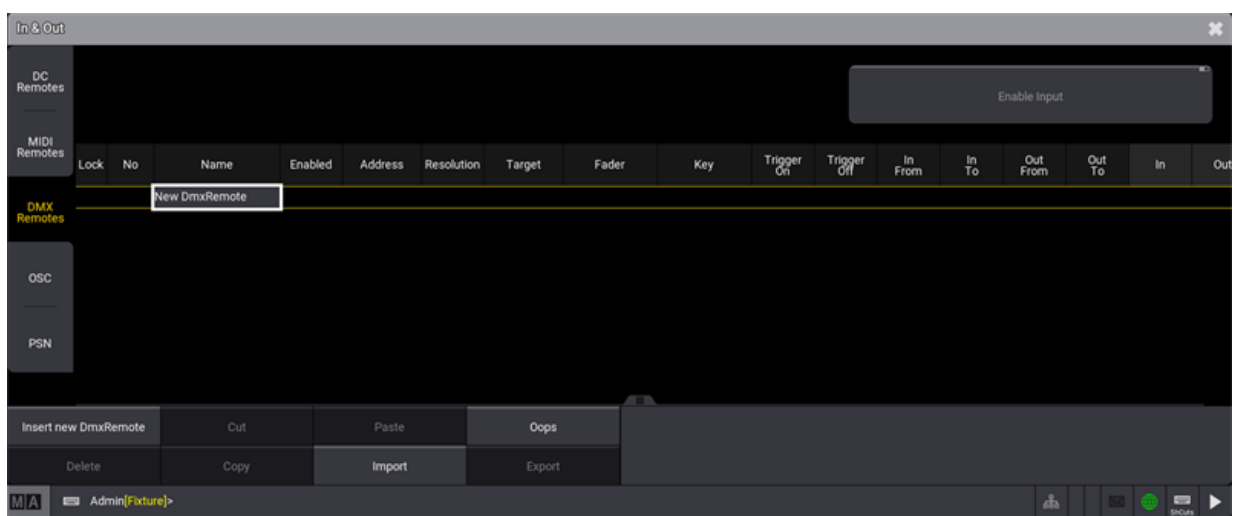 In & Out
DC
Remotes
MIDI
Remotes
DMX
Remotes
OSC
PSN
Enable Input
Lock No Name Enabled Address Resolution Target Fader Key Trigger On Trigger Off In From In To Out From Out To In Out
New DmxRemote
Insert new DmxRemote Cut Paste Oops
Delete Copy Import Export
MA Admin[Fixture]> ShCuts